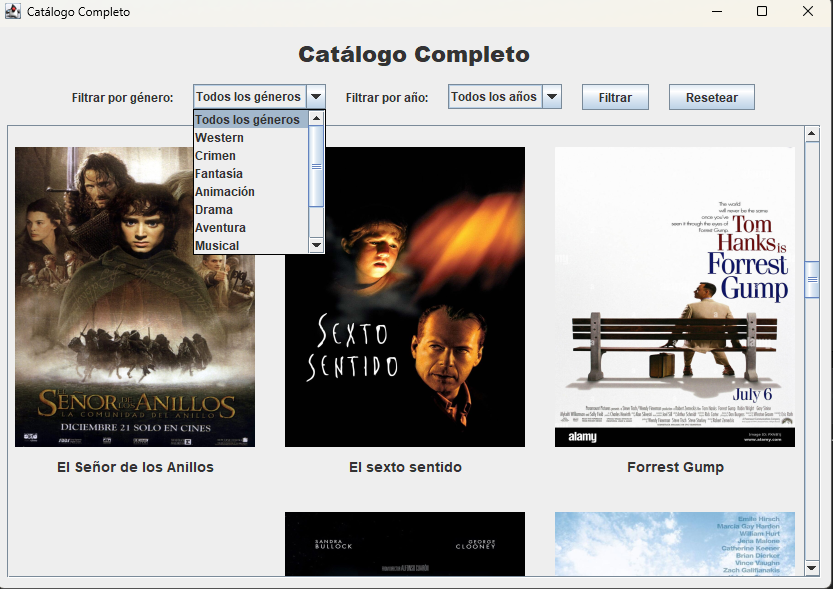 Catálogo Completo
Catálogo Completo
Filtrar por género:
Todos los géneros
Filtrar por año:
Todos los años
Filtrar
Resetear
Todos los géneros
Western
Crimen
Fantasía
Animación
Drama
Aventura
Musical
EL SEÑOR DE LOS ANILLOS
LA COMUNIDAD DEL ANILLO
DICIEMBRE 21 SOLO EN CINES
SEXTO
SENTIDO
The world
will never be the same
once you've
seen it through the eyes of
Forrest Gump.
Tom
Hanks is
Forrest
Gump
July 6
alamy
www.alamy.com
El Señor de los Anillos
El sexto sentido
Forrest Gump
SANDRA
BULLOCK
GEORGE
CLOONEY
Emile Hirsch
Marcia Gay Harden
William Hurt
Jena Malone
Catherine Keener
Brian Dierker
Vince Vaughn
Zach Galifianakis